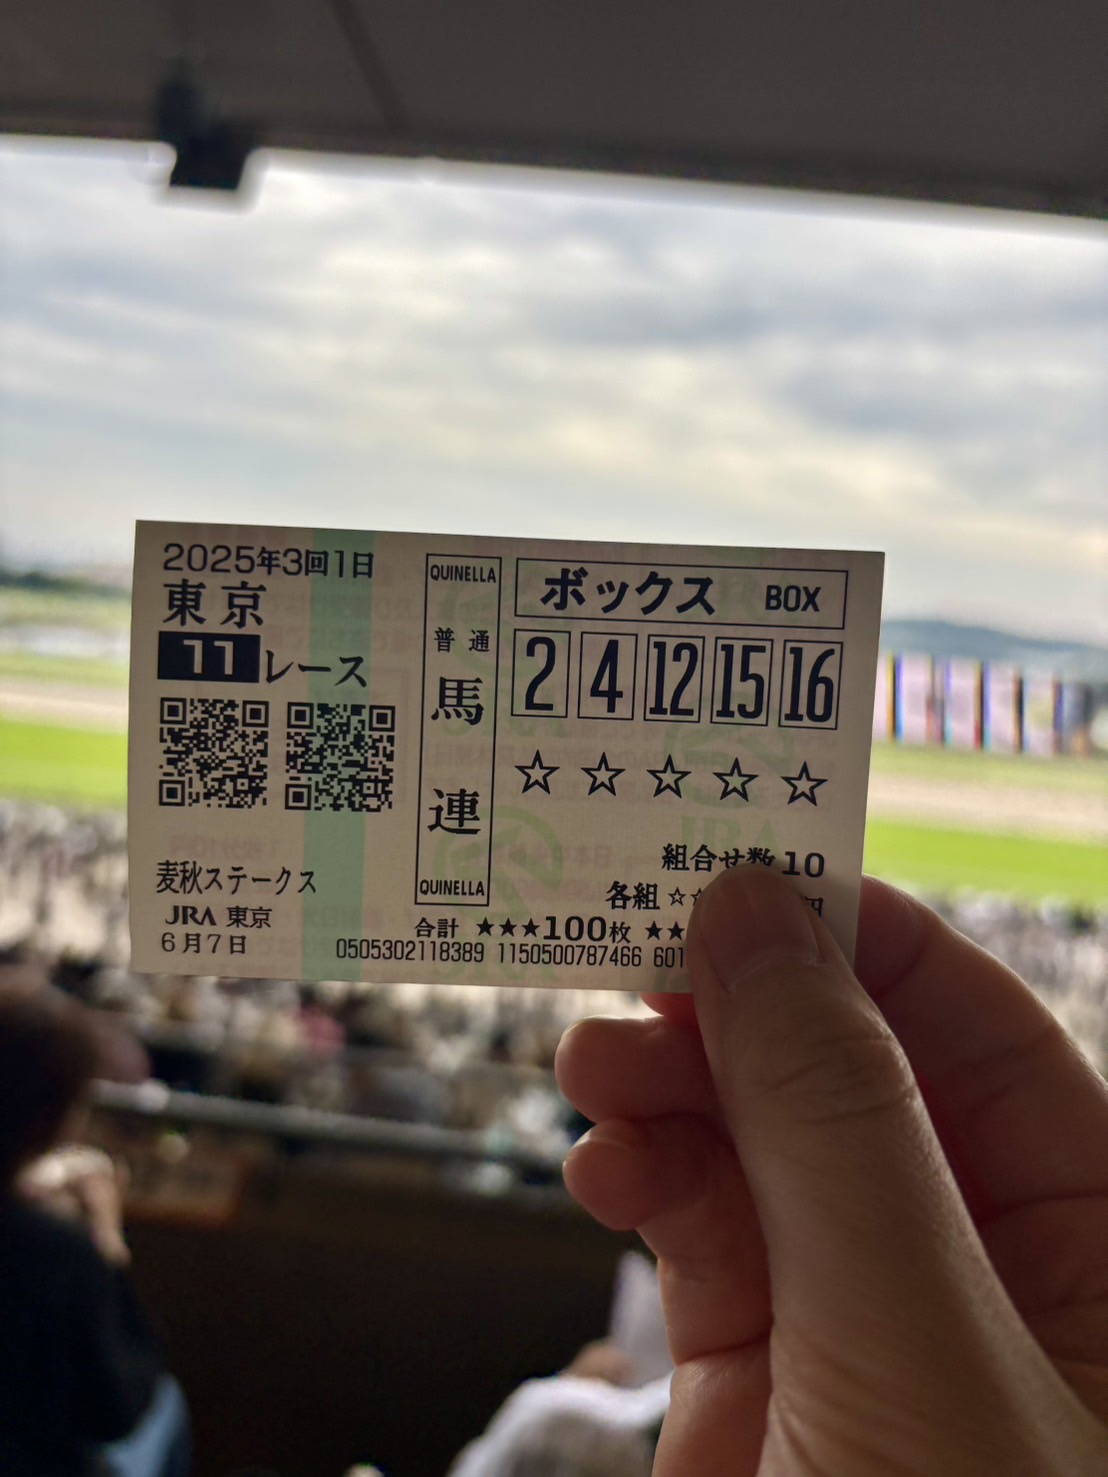 2025年3回1日
東京
11レース
麦秋ステークス
JRA 東京
6月7日
QUINELLA
普通
馬連
QUINELLA
ボックス BOX
2 4 12 15 16
☆ ☆ ☆ ☆ ☆
組合せ数 10
各組 ☆
合計 ★★★100枚 ★★
0505302118389 1150500787466 601